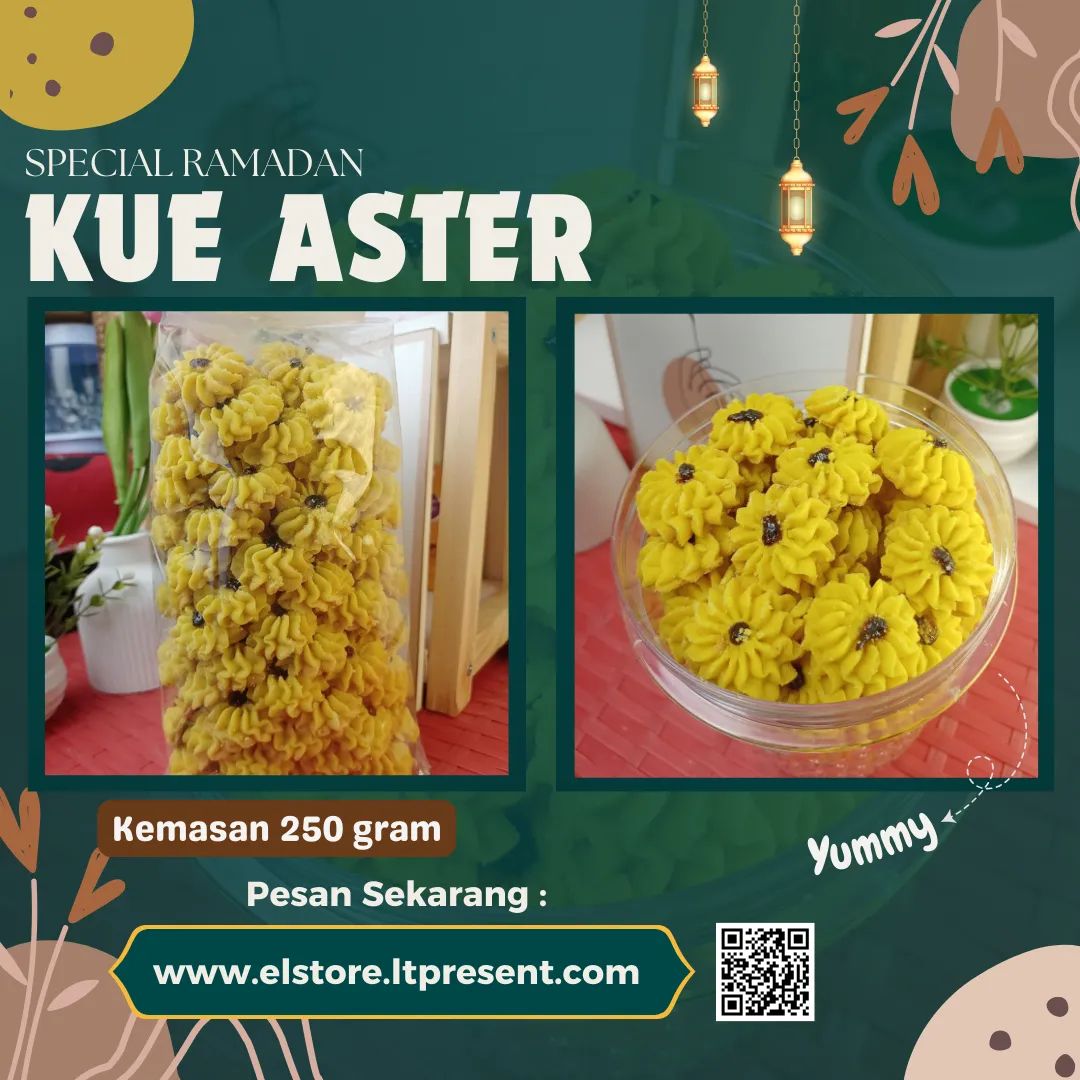 SPECIAL RAMADAN
KUE ASTER
Kemasan 250 gram
Yummy
Pesan Sekarang :
www.elstore.ltpresent.com